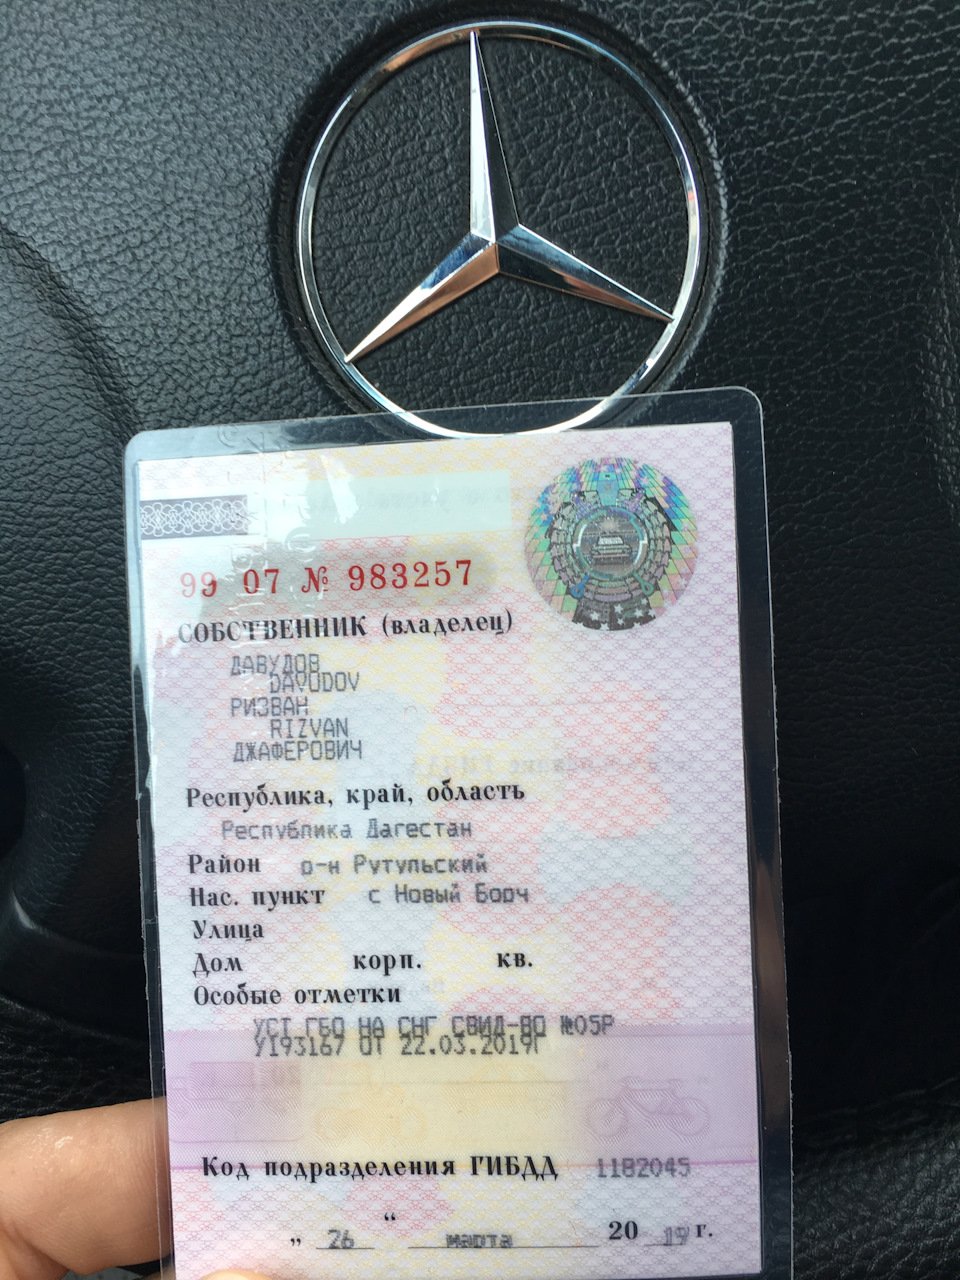 99 07 № 983257
СОБСТВЕННИК (владелец)
ДАВУДОВ
DAVUDOV
РИЗВАН
RIZVAN
ДЖАФЕРОВИЧ
Республика, край, область
Республика Дагестан
Район р-н Рутульский
Нас. пункт с Новый Борч
Улица
Дом корп. кв.
Особые отметки
УСТ ГБО НА СНГ СВИД-ВО №05Р
У193167 ОТ 22.03.2019Г
Код подразделения ГИБДД 1182045
„ 26 “ марта 20 19 г.